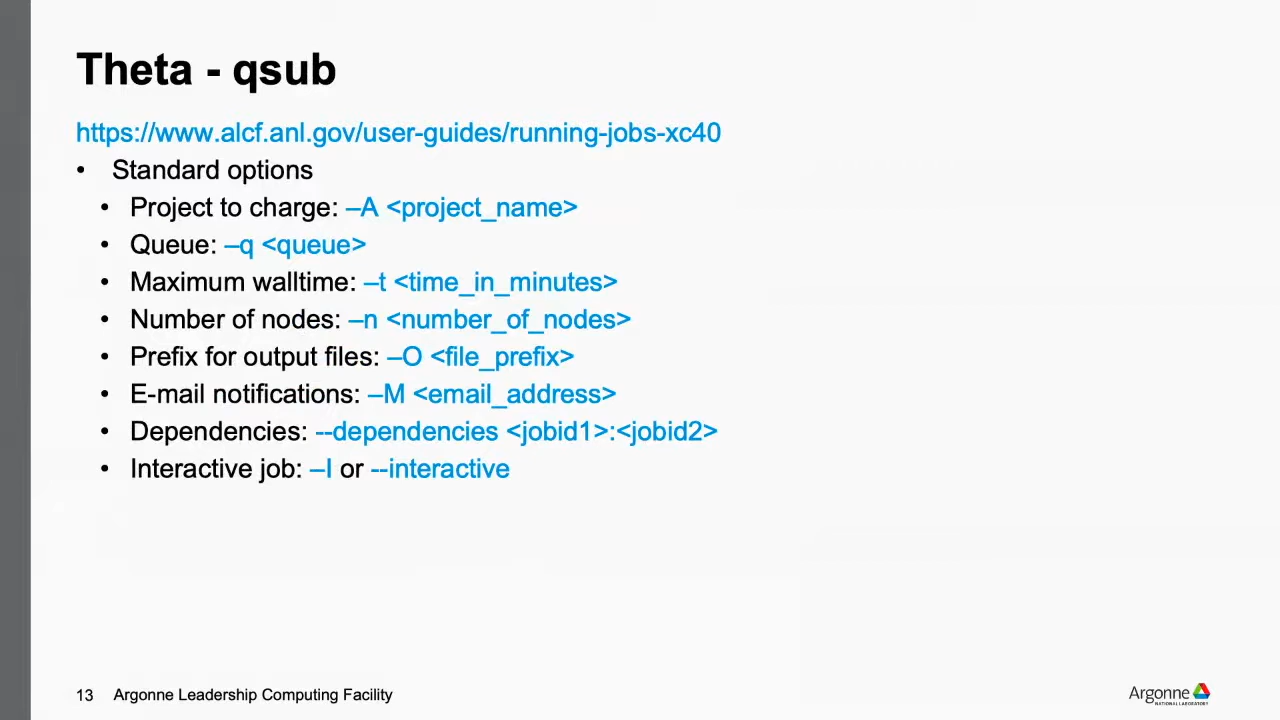 Theta - qsub
https://www.alcf.anl.gov/user-guides/running-jobs-xc40
• Standard options
• Project to charge: –A <project_name>
• Queue: –q <queue>
• Maximum walltime: –t <time_in_minutes>
• Number of nodes: –n <number_of_nodes>
• Prefix for output files: –O <file_prefix>
• E-mail notifications: –M <email_address>
• Dependencies: --dependencies <jobid1>:<jobid2>
• Interactive job: –I or --interactive
13 Argonne Leadership Computing Facility
Argonne
NATIONAL LABORATORY